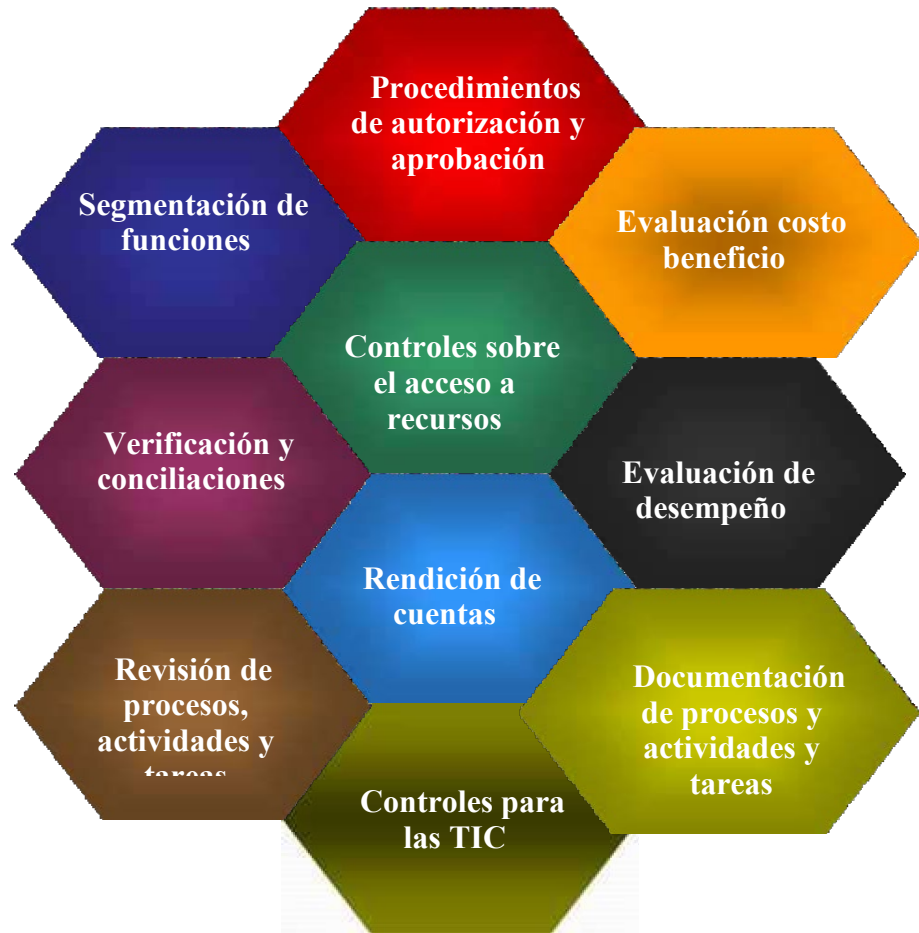 Procedimientos
de autorización y
aprobación
Segmentación de
funciones
Evaluación costo
beneficio
Controles sobre
el acceso a
recursos
Verificación y
conciliaciones
Evaluación de
desempeño
Rendición de
cuentas
Revisión de
procesos,
actividades y
tareas
Documentación
de procesos y
actividades y
tareas
Controles para
las TIC